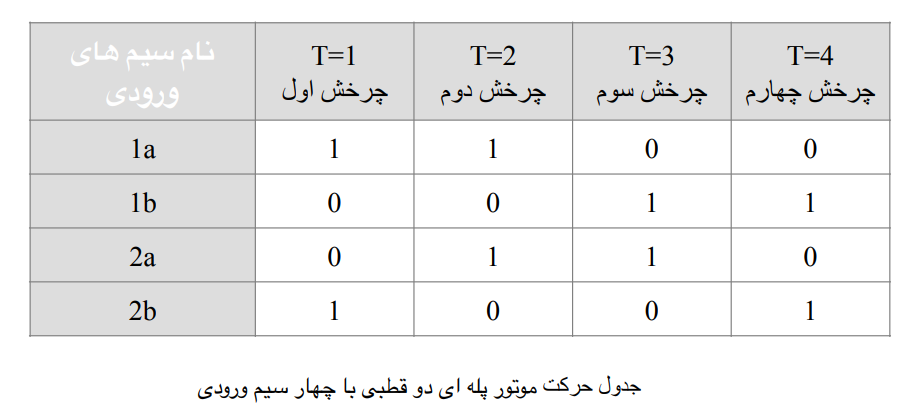 نام سیم های ورودی	T=1 چرخش اول	T=2 چرخش دوم	T=3 چرخش سوم	T=4 چرخش چهارم
1a	1	1	0	0
1b	0	0	1	1
2a	0	1	1	0
2b	1	0	0	1
جدول حرکت موتور پله ای دو قطبی با چهار سیم ورودی